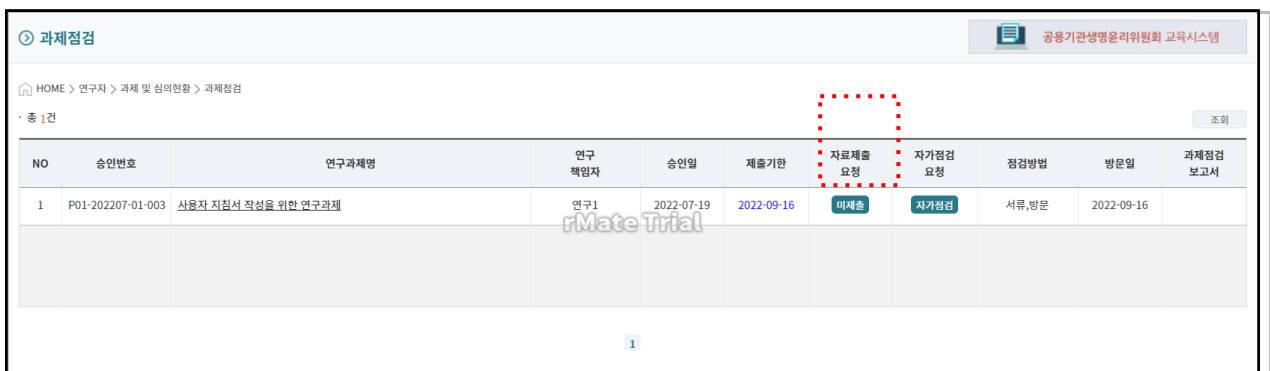 과제점검
공용기관생명윤리위원회 교육시스템
HOME > 연구자 > 과제 및 심의현황 > 과제점검
· 총 1건
조회
NO 승인번호 연구과제명 연구 책임자 승인일 제출기한 자료제출 요청 자가점검 요청 점검방법 방문일 과제점검 보고서
1 P01-202207-01-003 사용자 지침서 작성을 위한 연구과제 연구1 2022-07-19 2022-09-16 미제출 자가점검 서류,방문 2022-09-16
rMate Trial
1